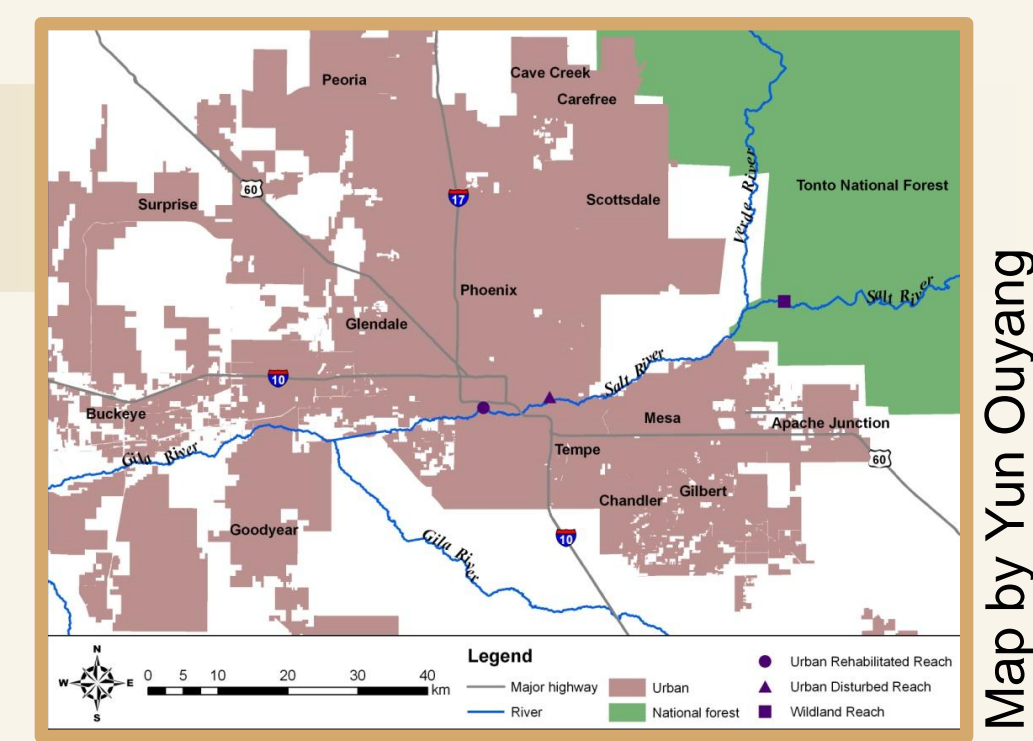 Peoria
Cave Creek
Carefree
Verde River
Tonto National Forest
60
17
Surprise
Scottsdale
Phoenix
Salt River
Glendale
10
Salt River
Buckeye
Mesa
Apache Junction
Gila River
Tempe
60
Chandler
Gilbert
Goodyear
Gila River
10
N
W
E
S
0 5 10 20 30 40
km
Legend
Major highway
River
Urban
National forest
Urban Rehabilitated Reach
Urban Disturbed Reach
Wildland Reach
Map by Yun Ouyang